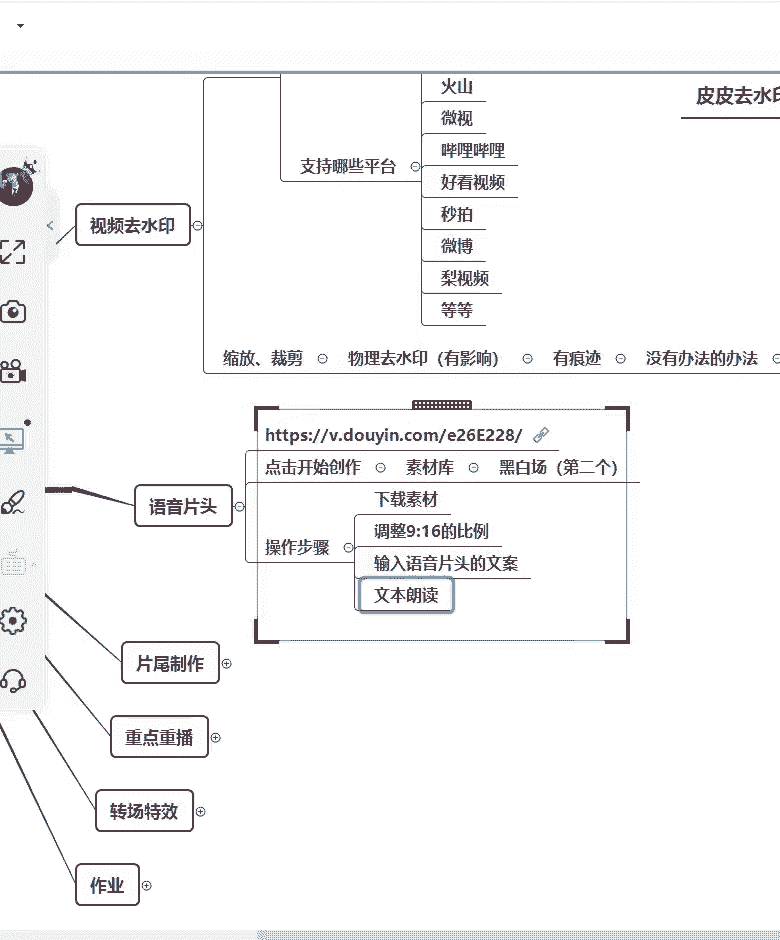 火山
皮皮去水印
微视
哔哩哔哩
支持哪些平台
好看视频
秒拍
视频去水印
微博
梨视频
等等
缩放、裁剪
物理去水印（有影响）
有痕迹
没有办法的办法
https://v.douyin.com/e26E228/
点击开始创作
素材库
黑白场（第二个）
语音片头
下载素材
调整9:16的比例
操作步骤
输入语音片头的文案
文本朗读
片尾制作
重点重播
转场特效
作业